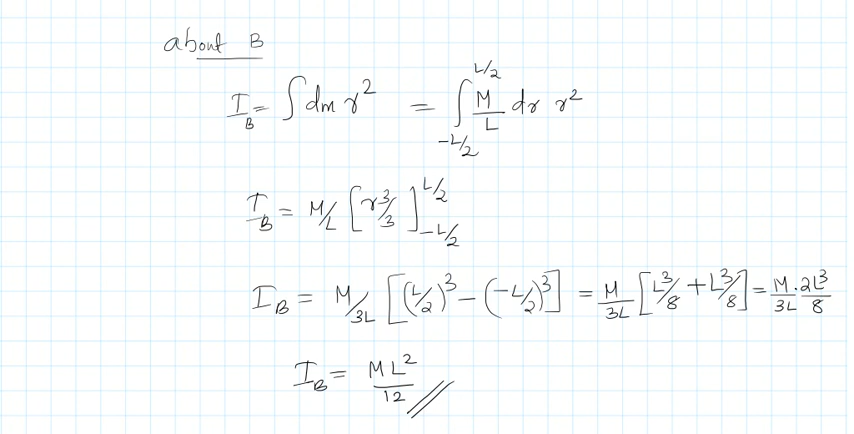 about B
I_B = ∫ dm r² = ∫_{-L/2}^{L/2} M/L dr r²
I_B = M/L [r³/3]_{-L/2}^{L/2}
I_B = M/3L [(L/2)³ - (-L/2)³] = M/3L [L³/8 + L³/8] = M/3L . 2L³/8
I_B = ML²/12 //